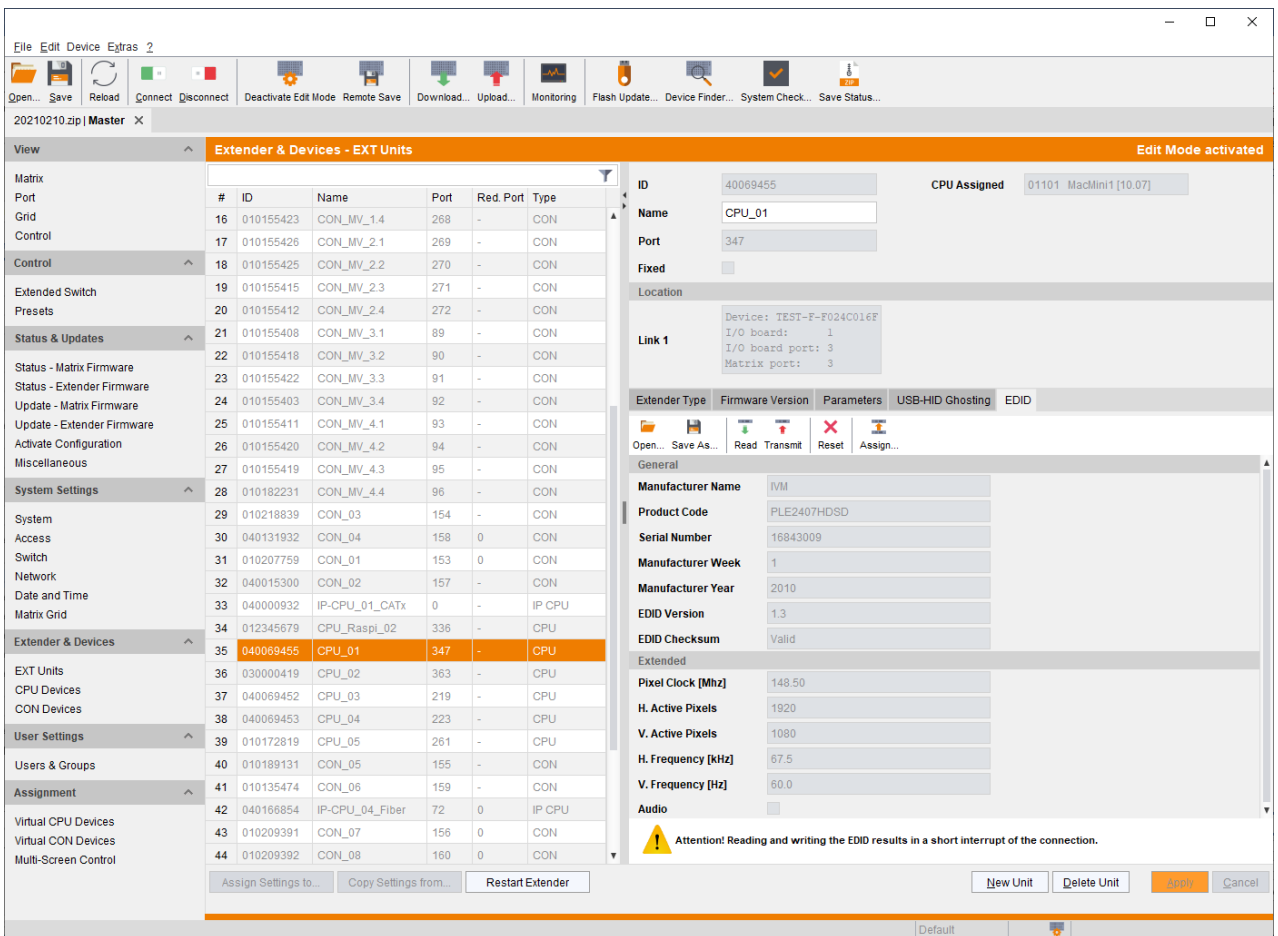 File Edit Device Extras ?
Open... Save Reload Connect Disconnect Deactivate Edit Mode Remote Save Download... Upload... Monitoring Flash Update... Device Finder... System Check... Save Status...
ZIP
20210210.zip | Master
View
Matrix
Port
Grid
Control
Control
Extended Switch
Presets
Status & Updates
Status - Matrix Firmware
Status - Extender Firmware
Update - Matrix Firmware
Update - Extender Firmware
Activate Configuration
Miscellaneous
System Settings
System
Access
Switch
Network
Date and Time
Matrix Grid
Extender & Devices
EXT Units
CPU Devices
CON Devices
User Settings
Users & Groups
Assignment
Virtual CPU Devices
Virtual CON Devices
Multi-Screen Control
Extender & Devices - EXT Units Edit Mode activated
# ID Name Port Red. Port Type
16 010155423 CON_MV_1.4 268 - CON
17 010155426 CON_MV_2.1 269 - CON
18 010155425 CON_MV_2.2 270 - CON
19 010155415 CON_MV_2.3 271 - CON
20 010155412 CON_MV_2.4 272 - CON
21 010155408 CON_MV_3.1 89 - CON
22 010155418 CON_MV_3.2 90 - CON
23 010155422 CON_MV_3.3 91 - CON
24 010155403 CON_MV_3.4 92 - CON
25 010155411 CON_MV_4.1 93 - CON
26 010155420 CON_MV_4.2 94 - CON
27 010155419 CON_MV_4.3 95 - CON
28 010182231 CON_MV_4.4 96 - CON
29 010218839 CON_03 154 - CON
30 040131932 CON_04 158 0 CON
31 010207759 CON_01 153 0 CON
32 040015300 CON_02 157 - CON
33 040000932 IP-CPU_01_CATx 0 - IP CPU
34 012345679 CPU_Raspi_02 336 - CPU
35 040069455 CPU_01 347 - CPU
36 030000419 CPU_02 363 - CPU
37 040069452 CPU_03 219 - CPU
38 040069453 CPU_04 223 - CPU
39 010172819 CPU_05 261 - CPU
40 010189131 CON_05 155 - CON
41 010135474 CON_06 159 - CON
42 040166854 IP-CPU_04_Fiber 72 0 IP CPU
43 010209391 CON_07 156 0 CON
44 010209392 CON_08 160 0 CON
Assign Settings to... Copy Settings from... Restart Extender
ID 40069455 CPU Assigned 01101 MacMini1 [10.07]
Name CPU_01
Port 347
Fixed
Location
Link 1
Device: TEST-F-F024C016F
I/O board: 1
I/O board port: 3
Matrix port: 3
Extender Type Firmware Version Parameters USB-HID Ghosting EDID
Open... Save As... Read Transmit Reset Assign...
General
Manufacturer Name IVM
Product Code PLE2407HDSD
Serial Number 16843009
Manufacturer Week 1
Manufacturer Year 2010
EDID Version 1.3
EDID Checksum Valid
Extended
Pixel Clock [Mhz] 148.50
H. Active Pixels 1920
V. Active Pixels 1080
H. Frequency [kHz] 67.5
V. Frequency [Hz] 60.0
Audio
Attention! Reading and writing the EDID results in a short interrupt of the connection.
New Unit Delete Unit Apply Cancel
Default